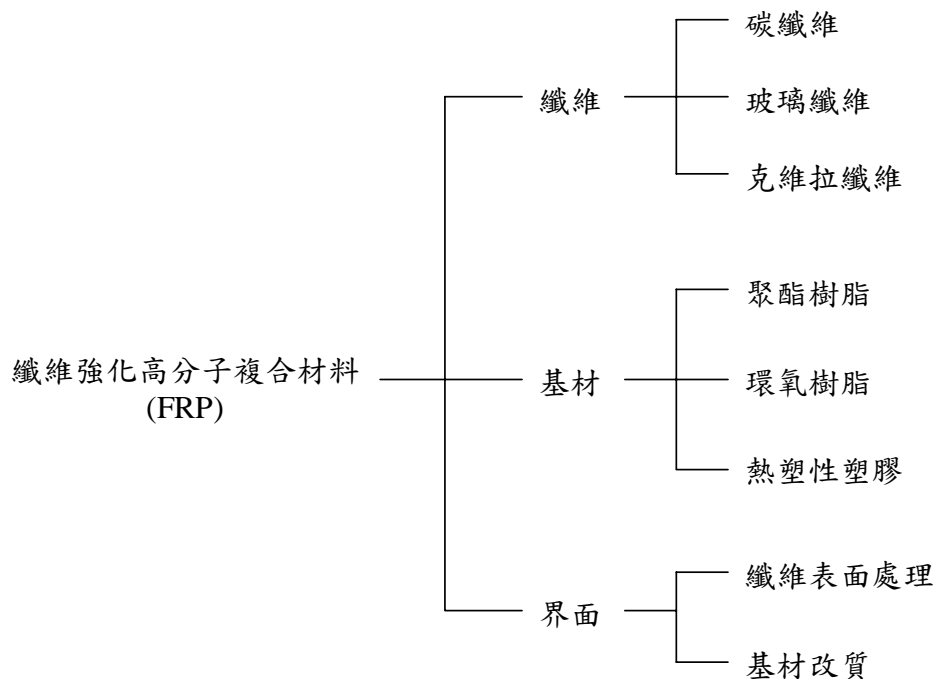 纖維強化高分子複合材料
(FRP)
纖維
碳纖維
玻璃纖維
克維拉纖維
基材
聚酯樹脂
環氧樹脂
熱塑性塑膠
界面
纖維表面處理
基材改質